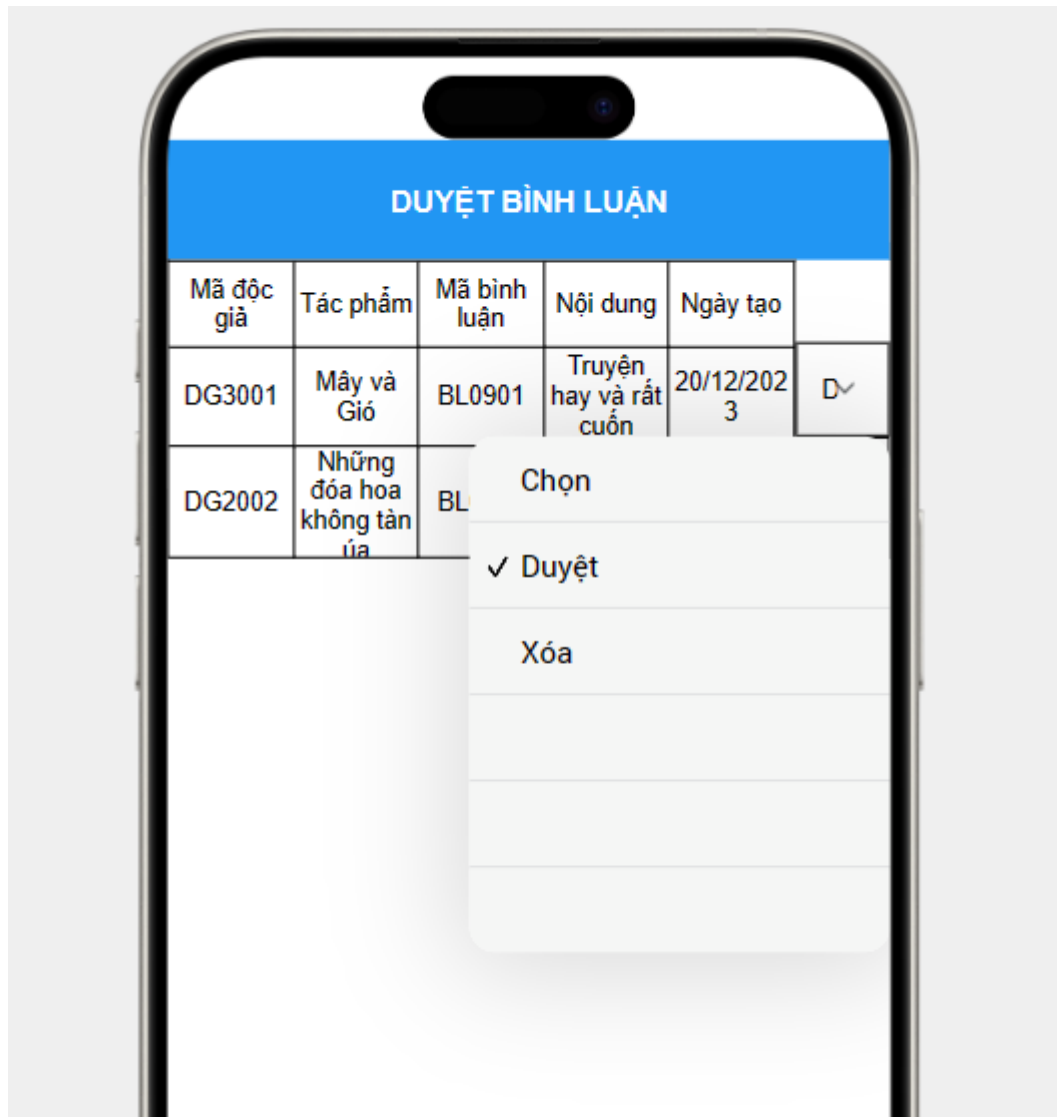 DUYỆT BÌNH LUẬN
Mã độc
giả
Tác phẩm
Mã bình
luận
Nội dung
Ngày tạo
DG3001
Mây và
Gió
BL0901
Truyện
hay và rất
cuốn
20/12/202
3
D
DG2002
Những
đóa hoa
không tàn
úa
BL
Chọn
✓ Duyệt
Xóa